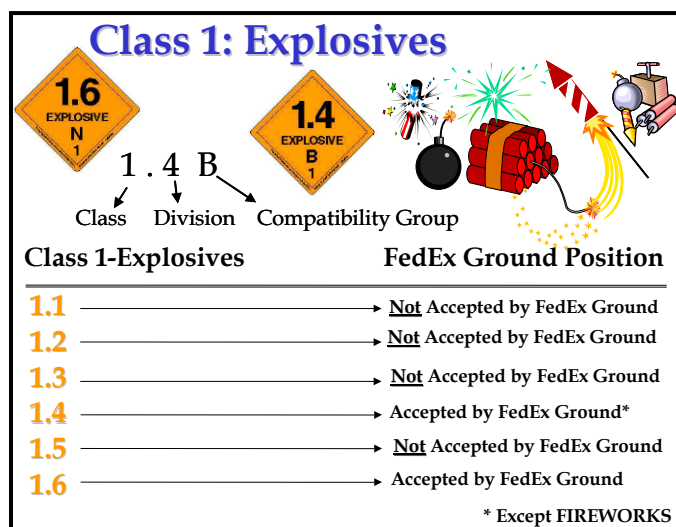 Class 1: Explosives
1.6
EXPLOSIVE
N
1
1.4
EXPLOSIVE
B
1
1 . 4 B
Class Division Compatibility Group
Class 1-Explosives FedEx Ground Position
1.1 Not Accepted by FedEx Ground
1.2 Not Accepted by FedEx Ground
1.3 Not Accepted by FedEx Ground
1.4 Accepted by FedEx Ground*
1.5 Not Accepted by FedEx Ground
1.6 Accepted by FedEx Ground
* Except FIREWORKS